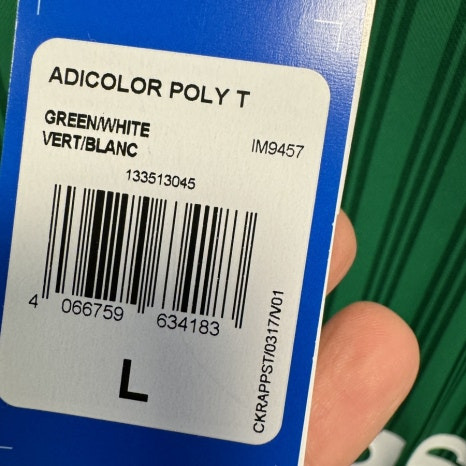 ADICOLOR POLY T
GREEN/WHITE
VERT/BLANC
IM9457
133513045
4 066759 634183
L
CKRAPPST/0317/V01